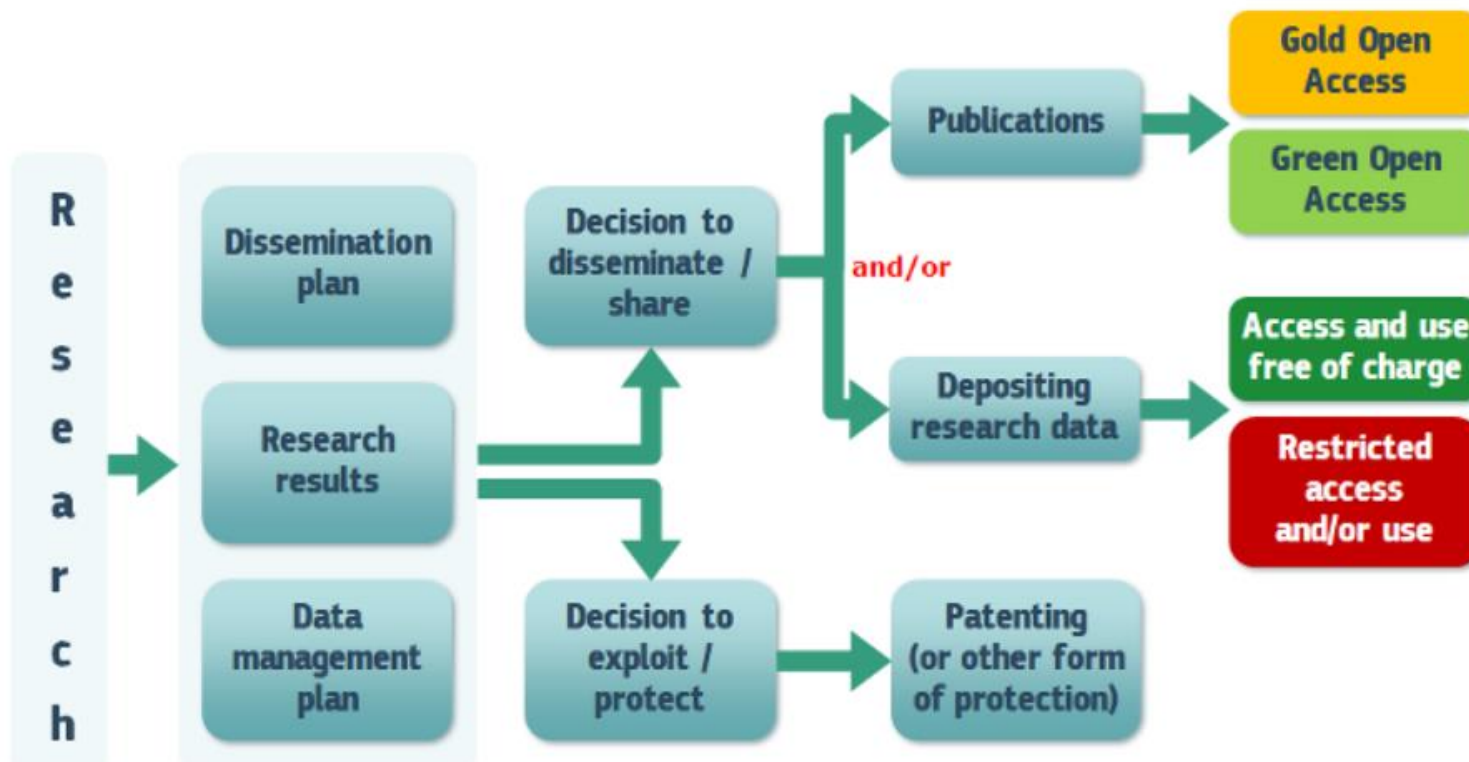 Research
Dissemination
plan
Research
results
Data
management
plan
Decision to
disseminate /
share
Decision to
exploit /
protect
and/or
Publications
Depositing
research data
Patenting
(or other form
of protection)
Gold Open
Access
Green Open
Access
Access and use
free of charge
Restricted
access
and/or use